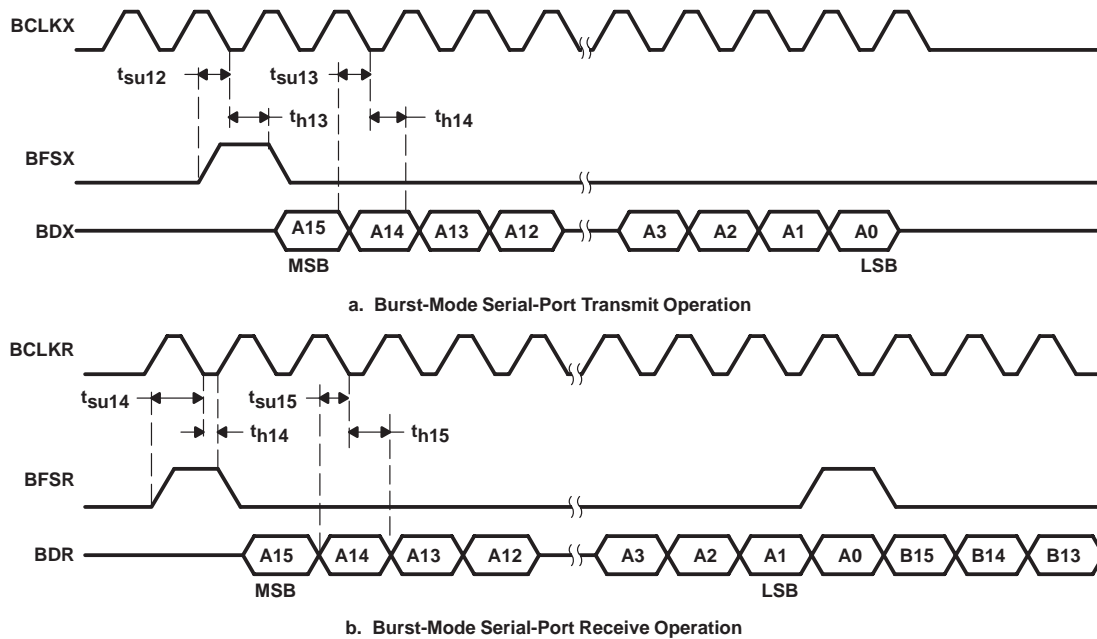 BCLKX
tsu12 tsu13
th13 th14
BFSX
BDX A15 A14 A13 A12 A3 A2 A1 A0
MSB LSB
a. Burst-Mode Serial-Port Transmit Operation
BCLKR
tsu14 tsu15
th14 th15
BFSR
BDR A15 A14 A13 A12 A3 A2 A1 A0 B15 B14 B13
MSB LSB
b. Burst-Mode Serial-Port Receive Operation